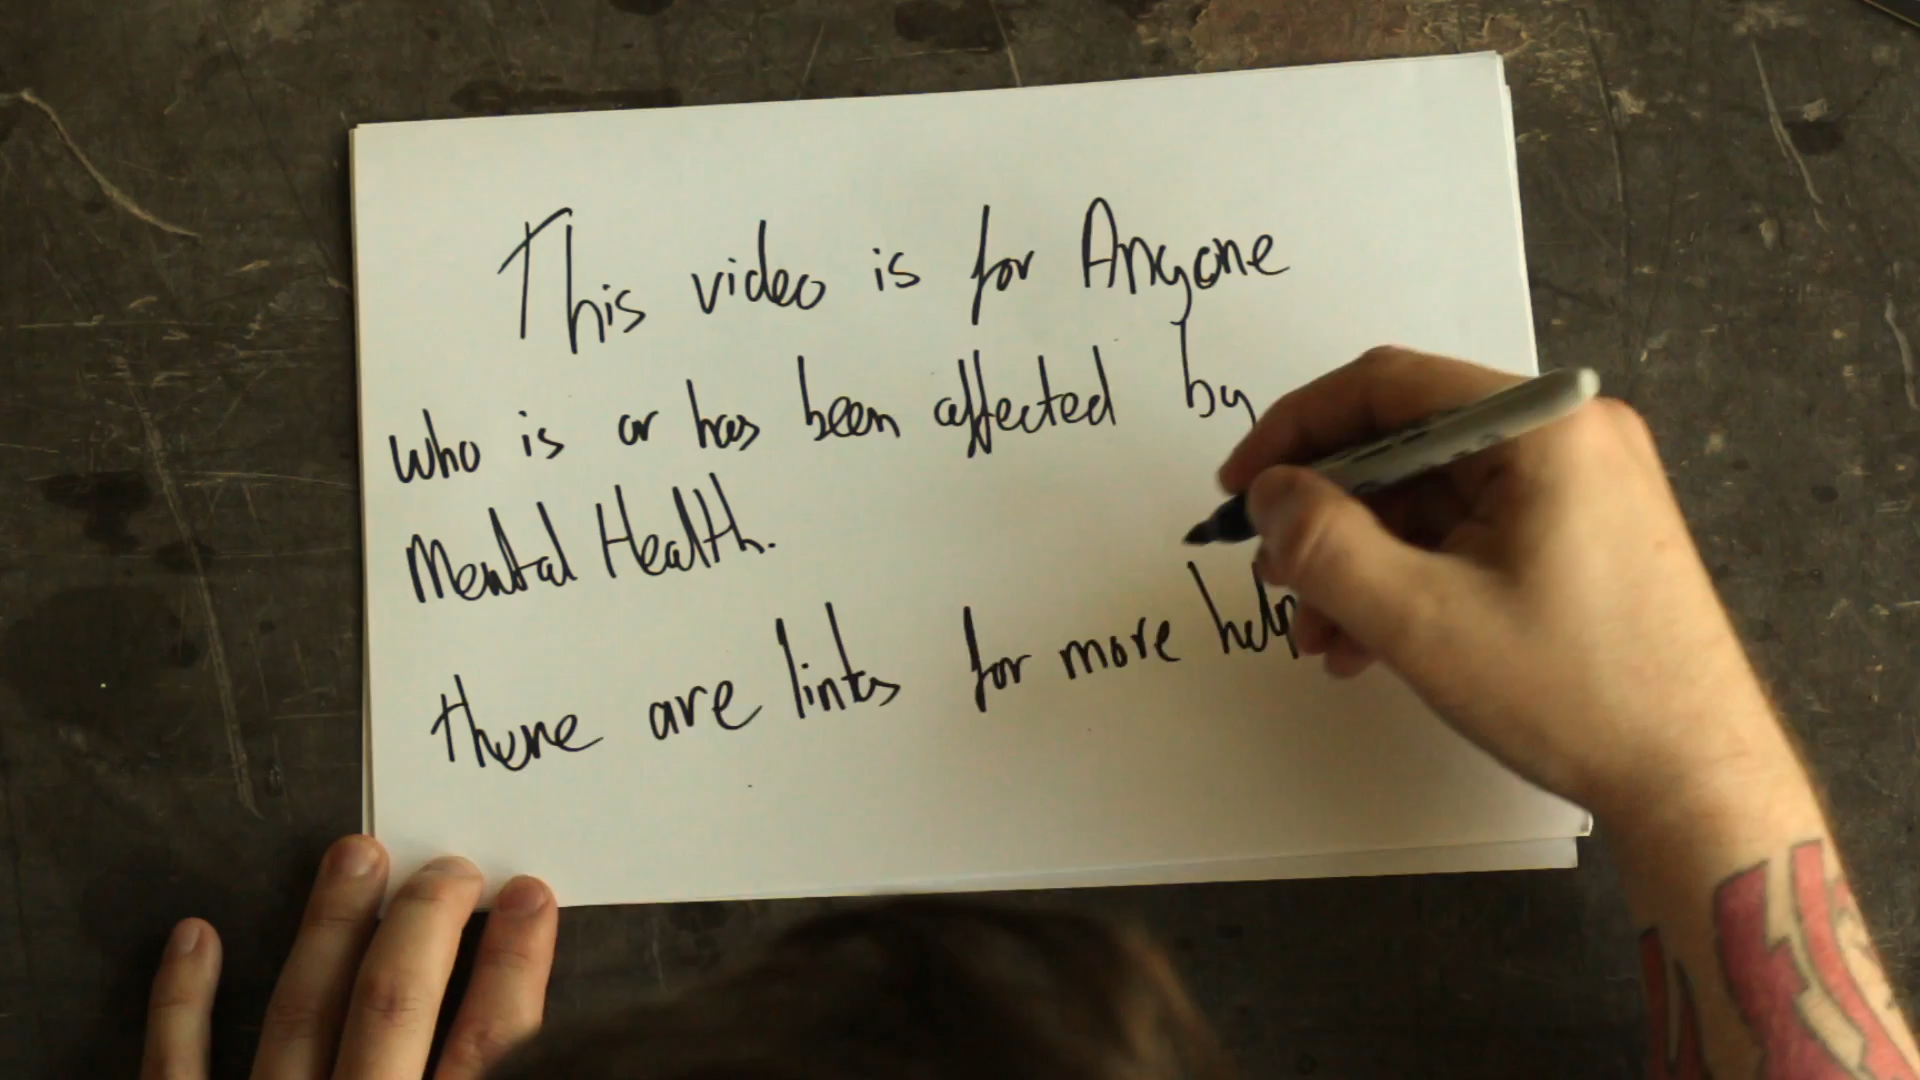 This video is for Anyone
who is or has been affected by
Mental Health.
there are links for more help